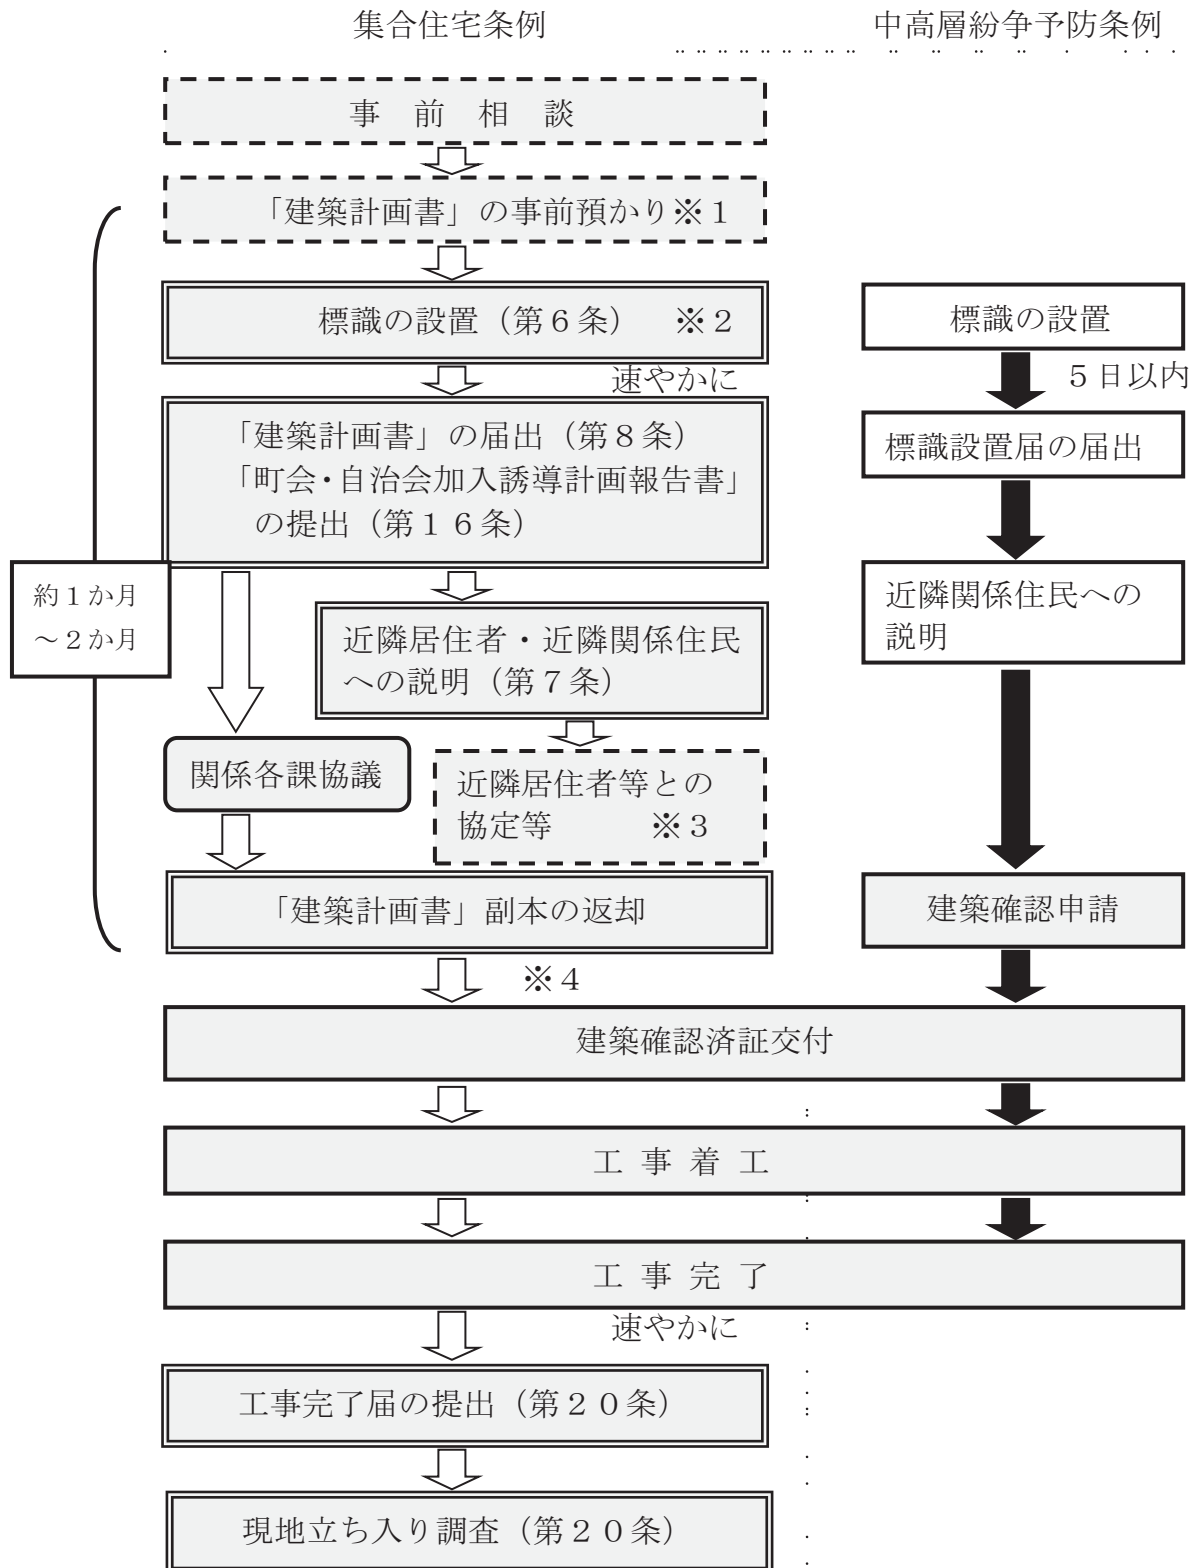 集合住宅条例
中高層紛争予防条例
事　前　相　談
「建築計画書」の事前預かり※１
標識の設置（第６条）　※２
標識の設置
速やかに
５日以内
「建築計画書」の届出（第８条）
「町会・自治会加入誘導計画報告書」
の提出（第１６条）
標識設置届の届出
約１か月
～２か月
近隣居住者・近隣関係住民
への説明（第７条）
近隣関係住民への
説明
関係各課協議
近隣居住者等との
協定等　　　※３
「建築計画書」副本の返却
建築確認申請
※４
建築確認済証交付
工 事 着 工
工 事 完 了
速やかに
工事完了届の提出（第２０条）
現地立ち入り調査（第２０条）